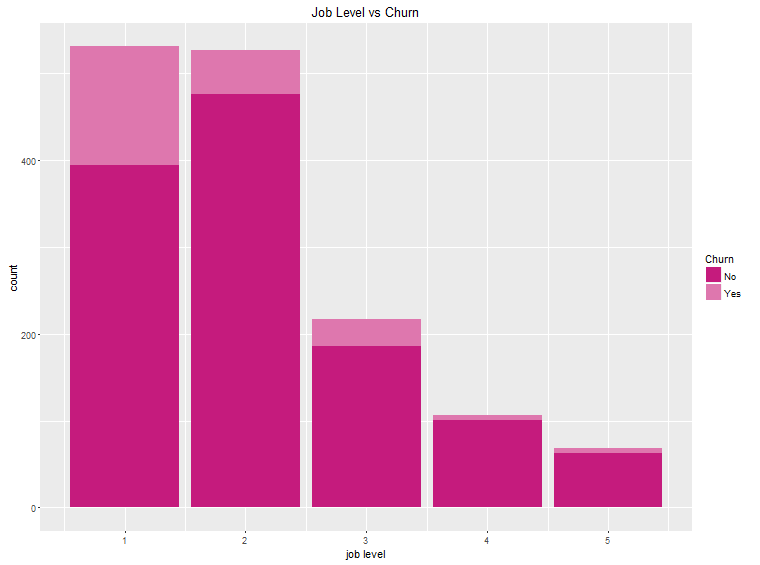 Job Level vs Churn
400
200
0
count
1 2 3 4 5
job level
Churn
No
Yes